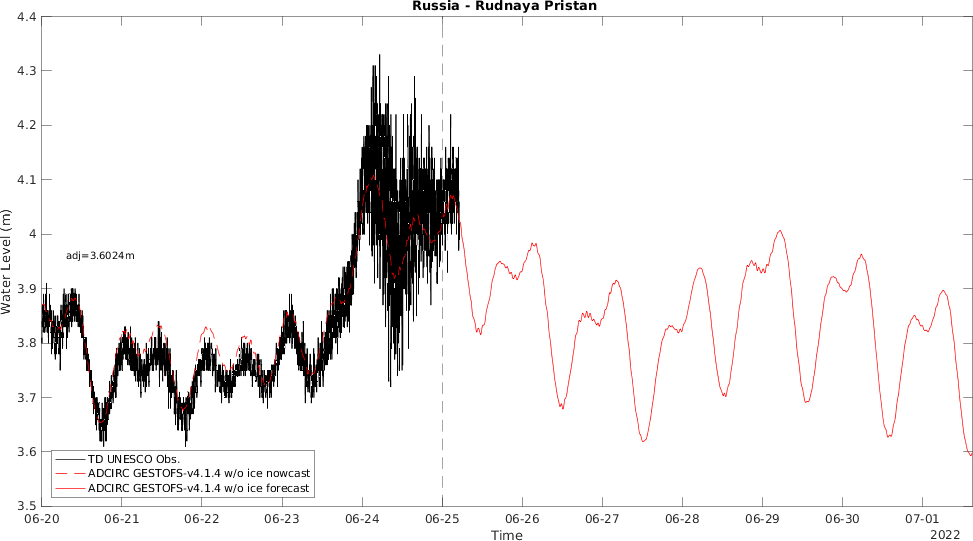 Russia - Rudnaya Pristan
4.4
4.3
4.2
4.1
4
3.9
3.8
3.7
3.6
3.5
Water Level (m)
adj=3.6024m
TD UNESCO Obs.
ADCIRC GESTOFS-v4.1.4 w/o ice nowcast
ADCIRC GESTOFS-v4.1.4 w/o ice forecast
06-20 06-21 06-22 06-23 06-24 06-25 06-26 06-27 06-28 06-29 06-30 07-01
2022
Time